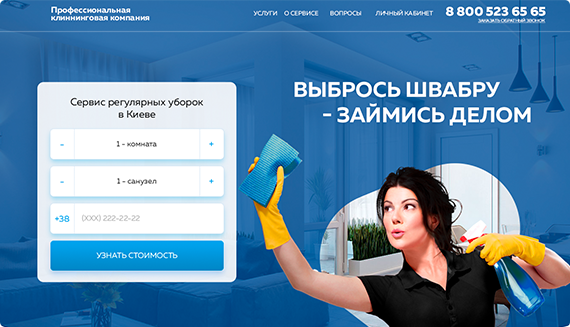 Профессиональная
клиннинговая компания
УСЛУГИ О СЕРВИСЕ ВОПРОСЫ ЛИЧНЫЙ КАБИНЕТ
8 800 523 65 65
ЗАКАЗАТЬ ОБРАТНЫЙ ЗВОНОК
Сервис регулярных уборок
в Киеве
- 1 - комната +
- 1 - санузел +
+38 (XXX) 222-22-22
УЗНАТЬ СТОИМОСТЬ
ВЫБРОСЬ ШВАБРУ
- ЗАЙМИСЬ ДЕЛОМ